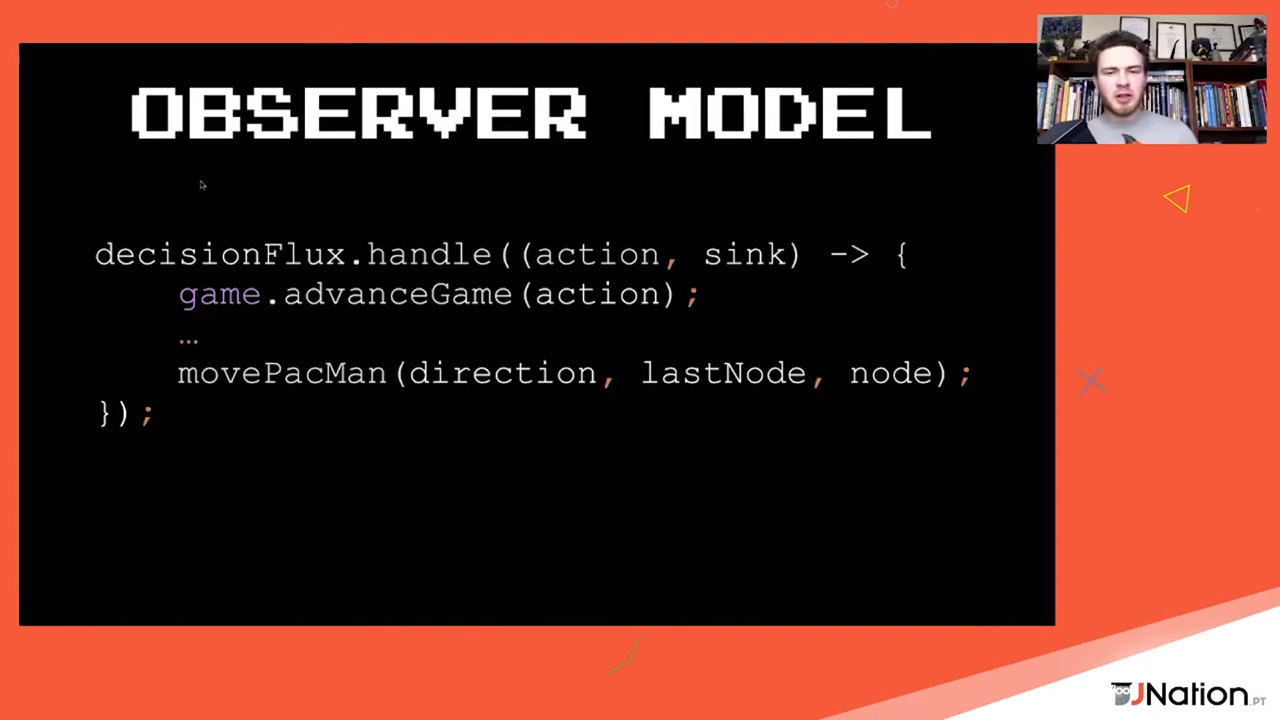 OBSERVER MODEL
decisionFlux.handle((action, sink) -> {
    game.advanceGame(action);
    …
    movePacMan(direction, lastNode, node);
});
JNation.PT